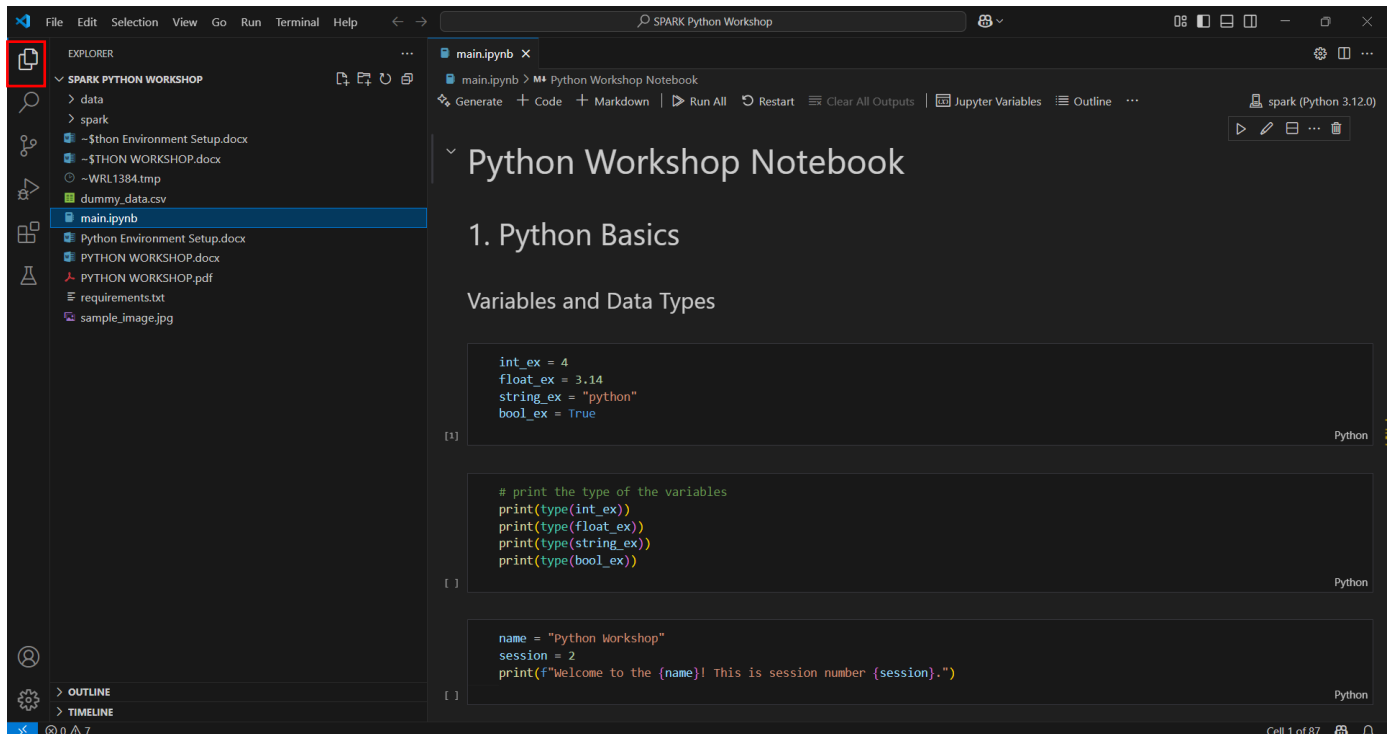 File Edit Selection View Go Run Terminal Help
SPARK Python Workshop
EXPLORER
SPARK PYTHON WORKSHOP
data
spark
~$thon Environment Setup.docx
~$THON WORKSHOP.docx
~WRL1384.tmp
dummy_data.csv
main.ipynb
Python Environment Setup.docx
PYTHON WORKSHOP.docx
PYTHON WORKSHOP.pdf
requirements.txt
sample_image.jpg
OUTLINE
TIMELINE
main.ipynb
main.ipynb > M↓ Python Workshop Notebook
Generate + Code + Markdown | Run All Restart Clear All Outputs | Jupyter Variables Outline ... spark (Python 3.12.0)
Python Workshop Notebook
1. Python Basics
Variables and Data Types
int_ex = 4
float_ex = 3.14
string_ex = "python"
bool_ex = True
[1] Python
# print the type of the variables
print(type(int_ex))
print(type(float_ex))
print(type(string_ex))
print(type(bool_ex))
[ ] Python
name = "Python Workshop"
session = 2
print(f"Welcome to the {name}! This is session number {session}.")
[ ] Python
0 7 Cell 1 of 87